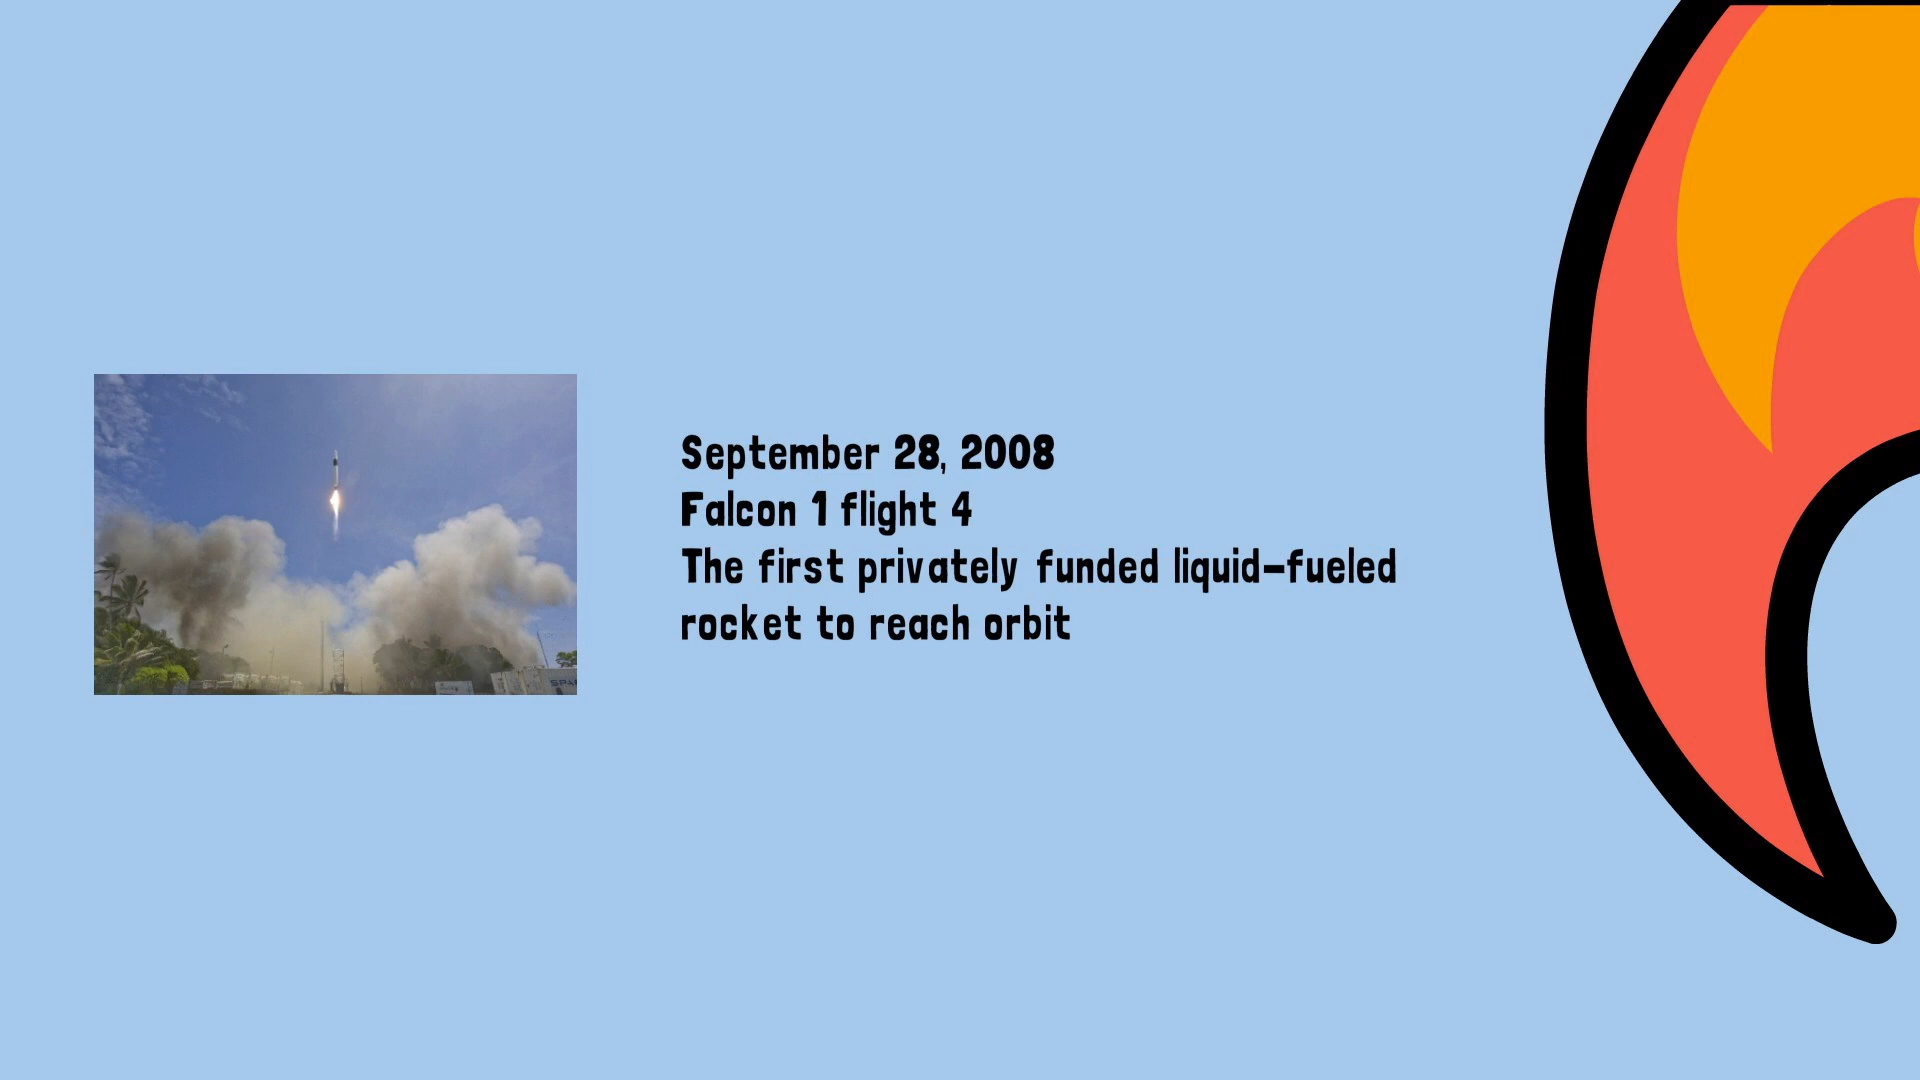 September 28, 2008
Falcon 1 flight 4
The first privately funded liquid-fueled
rocket to reach orbit